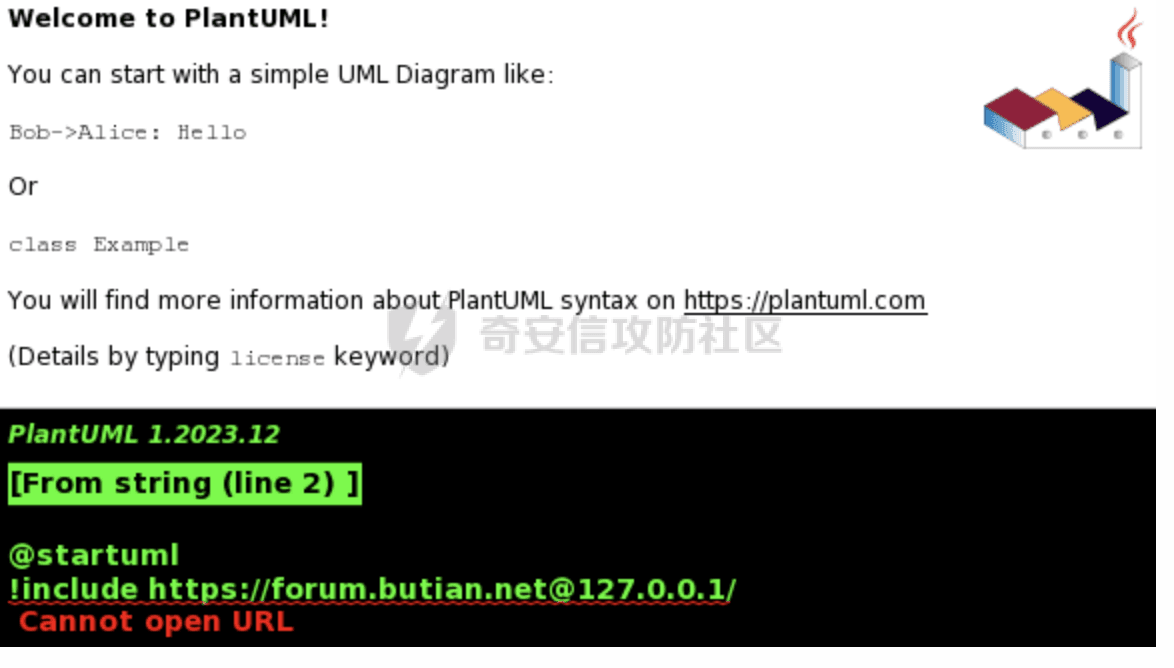 Welcome to PlantUML!
You can start with a simple UML Diagram like:
Bob->Alice: Hello
Or
class Example
You will find more information about PlantUML syntax on https://plantuml.com
奇安信攻防社区
(Details by typing license keyword)
PlantUML 1.2023.12
[From string (line 2) ]
@startuml
!include https://forum.butian.net@127.0.0.1/
Cannot open URL